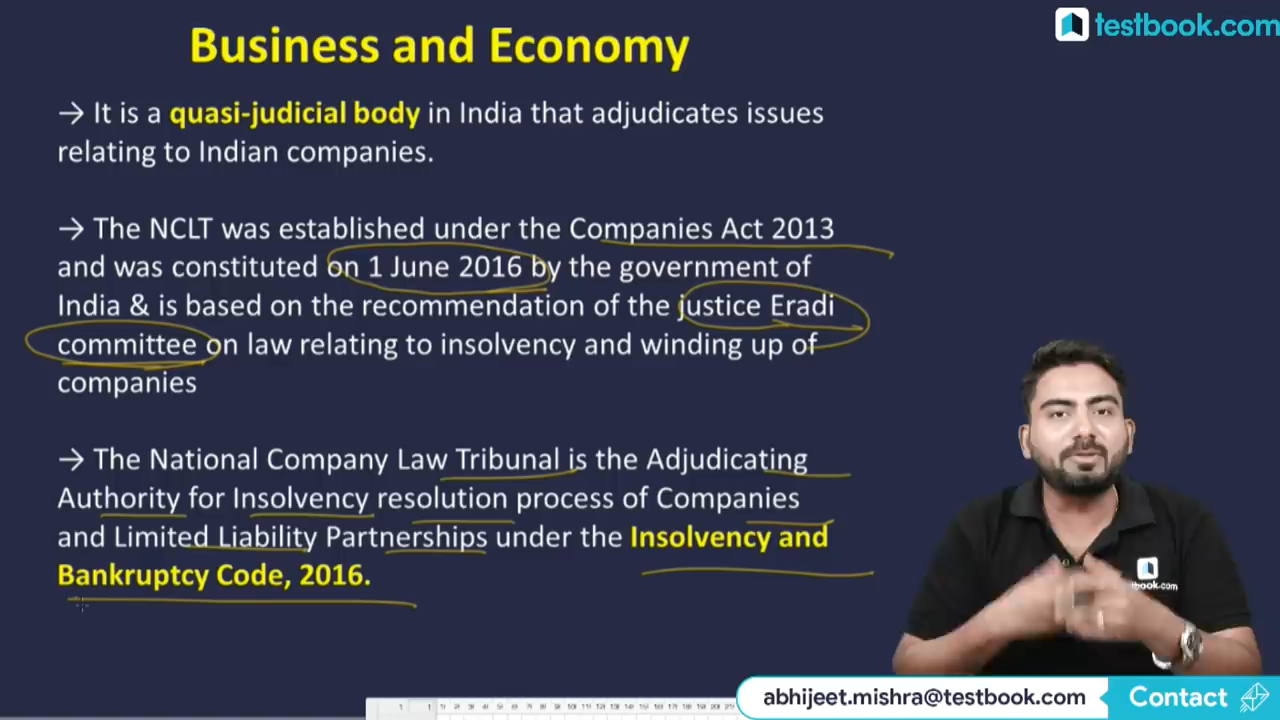 Business and Economy
testbook.com
→ It is a quasi-judicial body in India that adjudicates issues
relating to Indian companies.
→ The NCLT was established under the Companies Act 2013
and was constituted on 1 June 2016 by the government of
India & is based on the recommendation of the justice Eradi
committee on law relating to insolvency and winding up of
companies
→ The National Company Law Tribunal is the Adjudicating
Authority for Insolvency resolution process of Companies
and Limited Liability Partnerships under the Insolvency and
Bankruptcy Code, 2016.
book.com
abhijeet.mishra@testbook.com
Contact